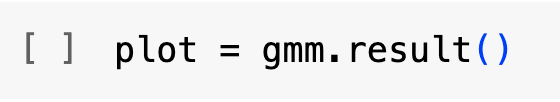 [ ] plot = gmm.result()